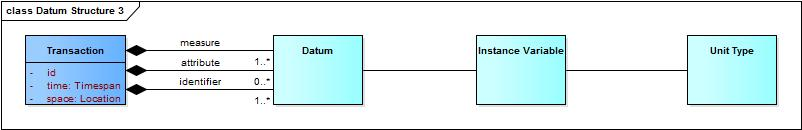 class Datum Structure 3
Transaction
- id
- time: Timespan
- space: Location
measure
1..*
attribute
0..*
identifier
1..*
Datum
Instance Variable
Unit Type